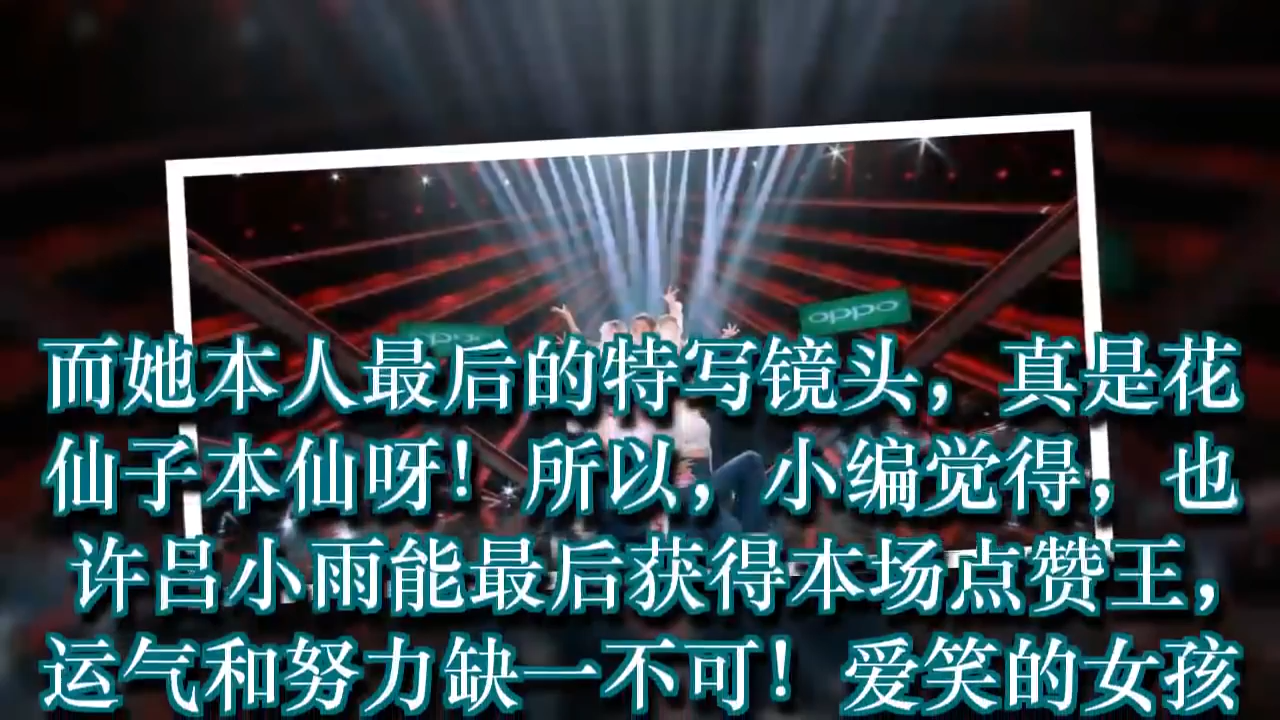 oppo
oppo
而她本人最后的特写镜头，真是花
仙子本仙呀！所以，小编觉得，也
许吕小雨能最后获得本场点赞王，
运气和努力缺一不可！爱笑的女孩